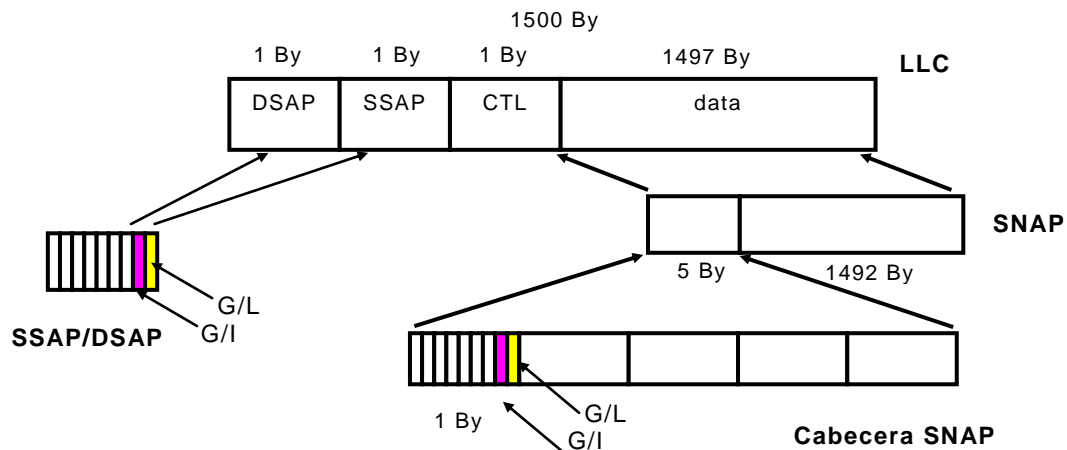 1500 By
1 By 1 By 1 By 1497 By
LLC
DSAP SSAP CTL data
SNAP
5 By 1492 By
G/L
SSAP/DSAP G/I
G/L
1 By
G/I
Cabecera SNAP